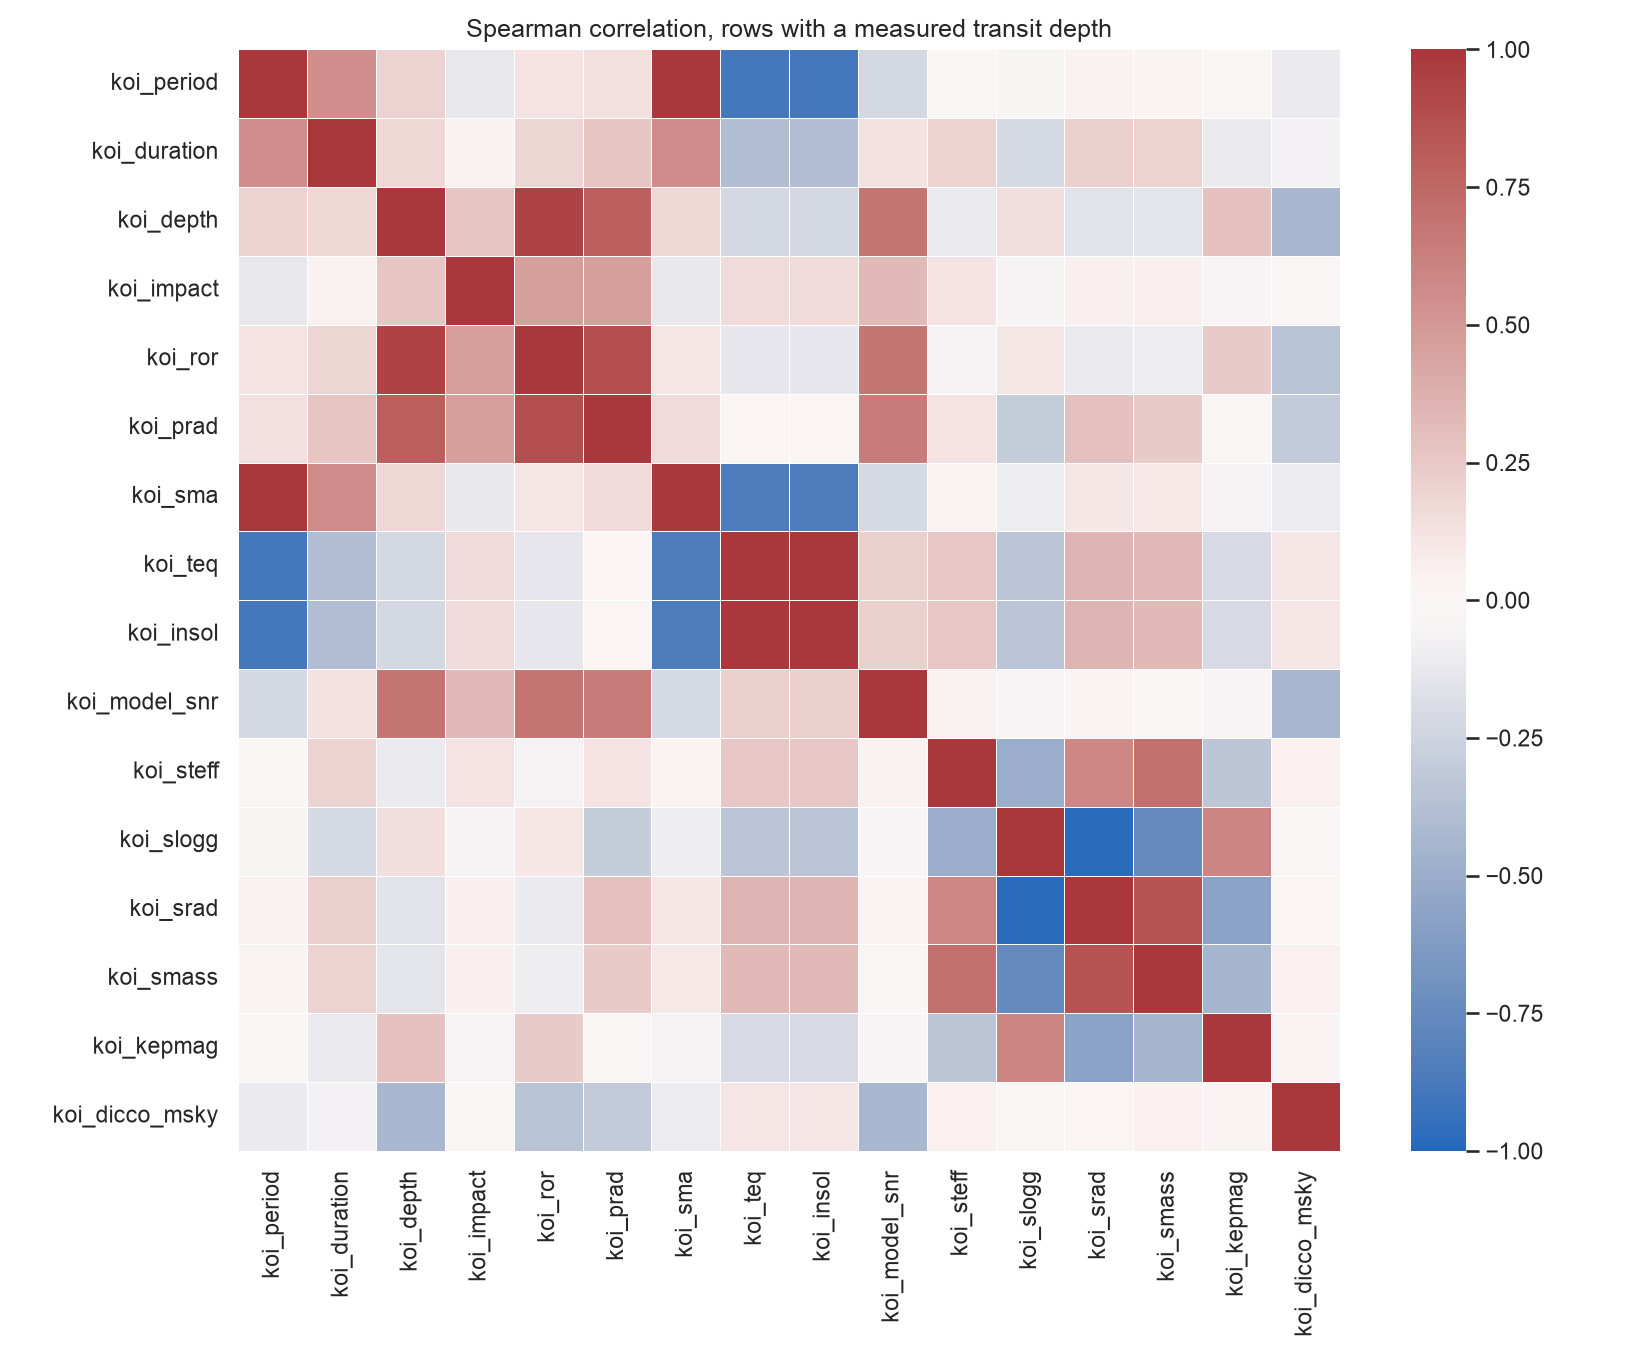 Spearman correlation, rows with a measured transit depth
koi_period
koi_duration
koi_depth
koi_impact
koi_ror
koi_prad
koi_sma
koi_teq
koi_insol
koi_model_snr
koi_steff
koi_slogg
koi_srad
koi_smass
koi_kepmag
koi_dicco_msky
koi_period
koi_duration
koi_depth
koi_impact
koi_ror
koi_prad
koi_sma
koi_teq
koi_insol
koi_model_snr
koi_steff
koi_slogg
koi_srad
koi_smass
koi_kepmag
koi_dicco_msky
1.00
0.75
0.50
0.25
0.00
−0.25
−0.50
−0.75
−1.00